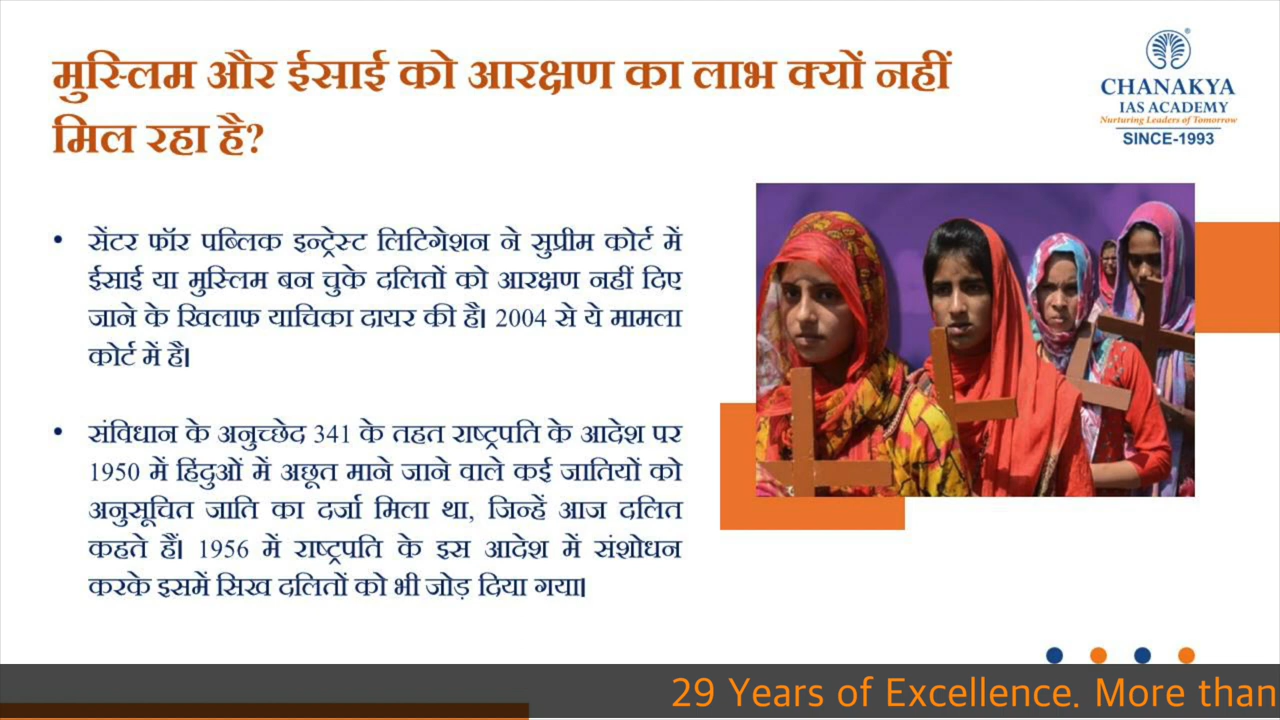 मुस्लिम और ईसाई को आरक्षण का लाभ क्यों नहीं
मिल रहा है?
CHANAKYA
IAS ACADEMY
Nurturing Leaders of Tomorrow
SINCE-1993
• सेंटर फॉर पब्लिक इन्ट्रेस्ट लिटिगेशन ने सुप्रीम कोर्ट में
ईसाई या मुस्लिम बन चुके दलितों को आरक्षण नहीं दिए
जाने के खिलाफ याचिका दायर की है। 2004 से ये मामला
कोर्ट में है।
• संविधान के अनुच्छेद 341 के तहत राष्ट्रपति के आदेश पर
1950 में हिंदुओं में अछूत माने जाने वाले कई जातियों को
अनुसूचित जाति का दर्जा मिला था, जिन्हें आज दलित
कहते हैं। 1956 में राष्ट्रपति के इस आदेश में संशोधन
करके इसमें सिख दलितों को भी जोड़ दिया गया।
29 Years of Excellence. More than